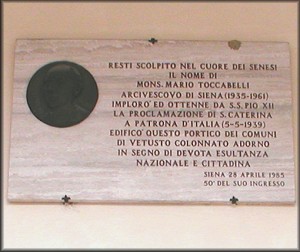 RESTI SCOLPITO NEL CUORE DEI SENESI
IL NOME DI
MONS. MARIO TOCCABELLI
ARCIVESCOVO DI SIENA (1935-1961)
IMPLORÒ ED OTTENNE DA S.S. PIO XII
LA PROCLAMAZIONE DI S. CATERINA
A PATRONA D'ITALIA (5-5-1939)
EDIFICÒ QUESTO PORTICO DEI COMUNI
DI VETUSTO COLONNATO ADORNO
IN SEGNO DI DEVOTA ESULTANZA
NAZIONALE E CITTADINA
SIENA 28 APRILE 1985
50° DEL SUO INGRESSO